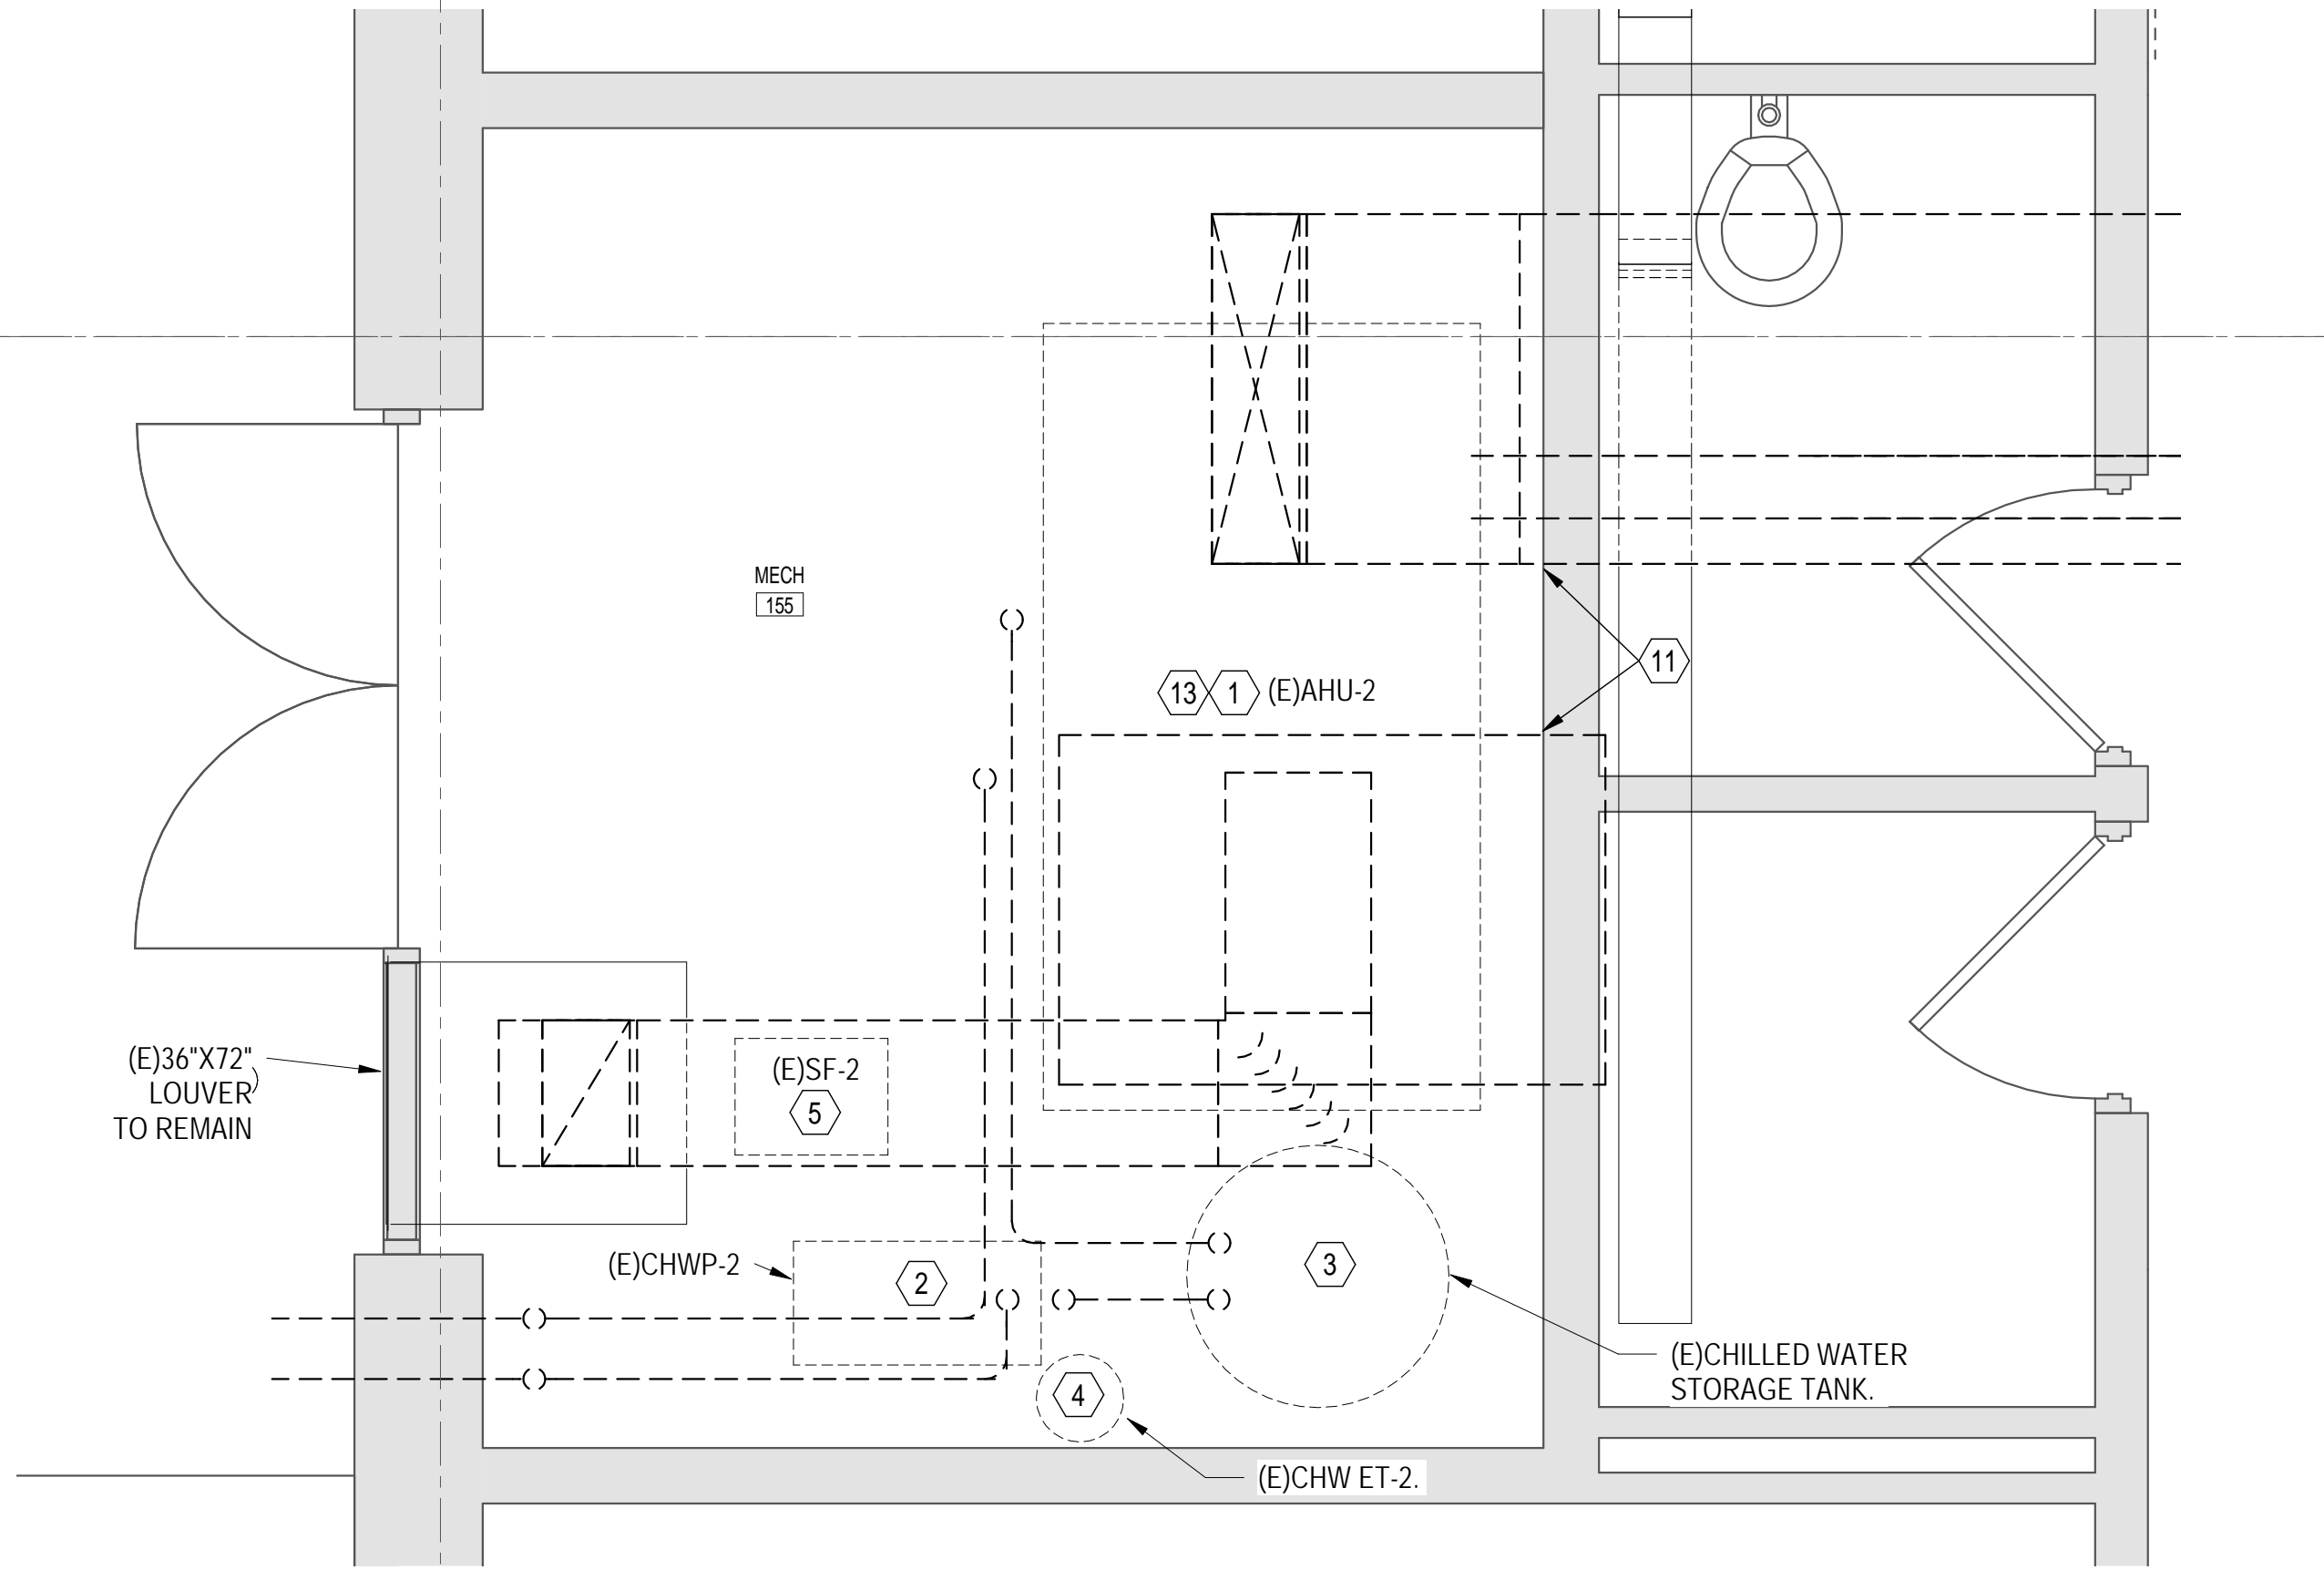 MECH
155
11
13 1 (E)AHU-2
(E)36"X72"
LOUVER
TO REMAIN
(E)SF-2
5
(E)CHWP-2
2
3
4
(E)CHILLED WATER
STORAGE TANK.
(E)CHW ET-2.